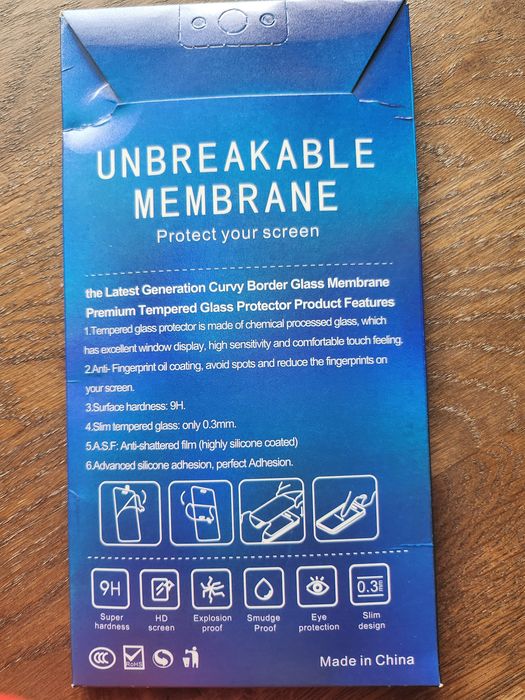 UNBREAKABLE
MEMBRANE
Protect your screen
the Latest Generation Curvy Border Glass Membrane
Premium Tempered Glass Protector Product Features
1.Tempered glass protector is made of chemical processed glass, which
has excellent window display, high sensitivity and comfortable touch feeling.
2.Anti- Fingerprint oil coating, avoid spots and reduce the fingerprints on
your screen.
3.Surface hardness: 9H.
4.Slim tempered glass: only 0.3mm.
5.A.S.F: Anti-shattered film (highly silicone coated)
6.Advanced silicone adhesion, perfect Adhesion.
9H
0.3mm
Super
hardness
HD
screen
Explosion
proof
Smudge
Proof
Eye
protection
Slim
design
CCC
RoHS
Made in China